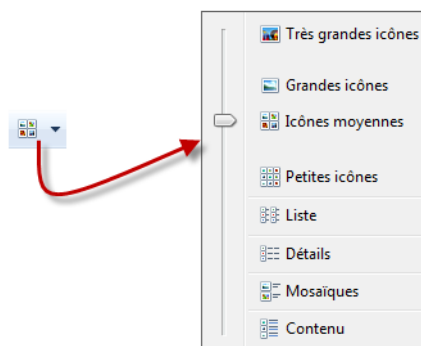 Très grandes icônes
Grandes icônes
Icônes moyennes
Petites icônes
Liste
Détails
Mosaïques
Contenu